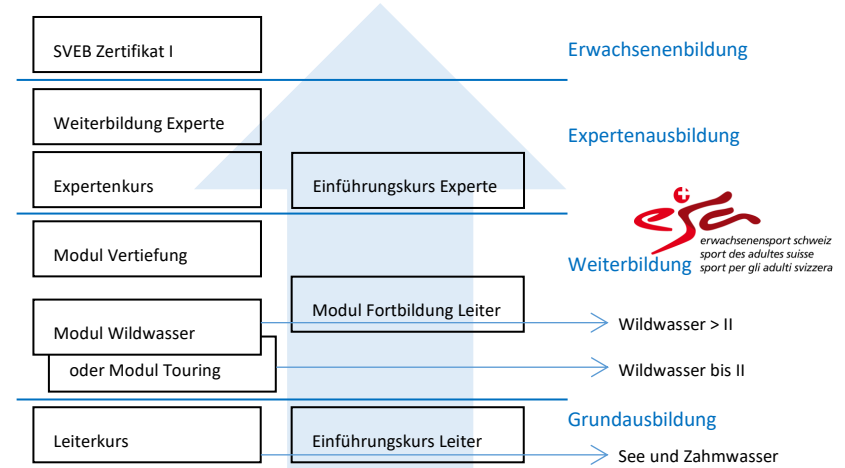 SVEB Zertifikat I
Erwachsenenbildung
Weiterbildung Experte
Expertenausbildung
Expertenkurs
Einführungskurs Experte
esa
erwachsenensport schweiz
sport des adultes suisse
sport per gli adulti svizzera
Modul Vertiefung
Weiterbildung
Modul Fortbildung Leiter
Modul Wildwasser
Wildwasser > II
oder Modul Touring
Wildwasser bis II
Grundausbildung
Leiterkurs
Einführungskurs Leiter
See und Zahmwasser